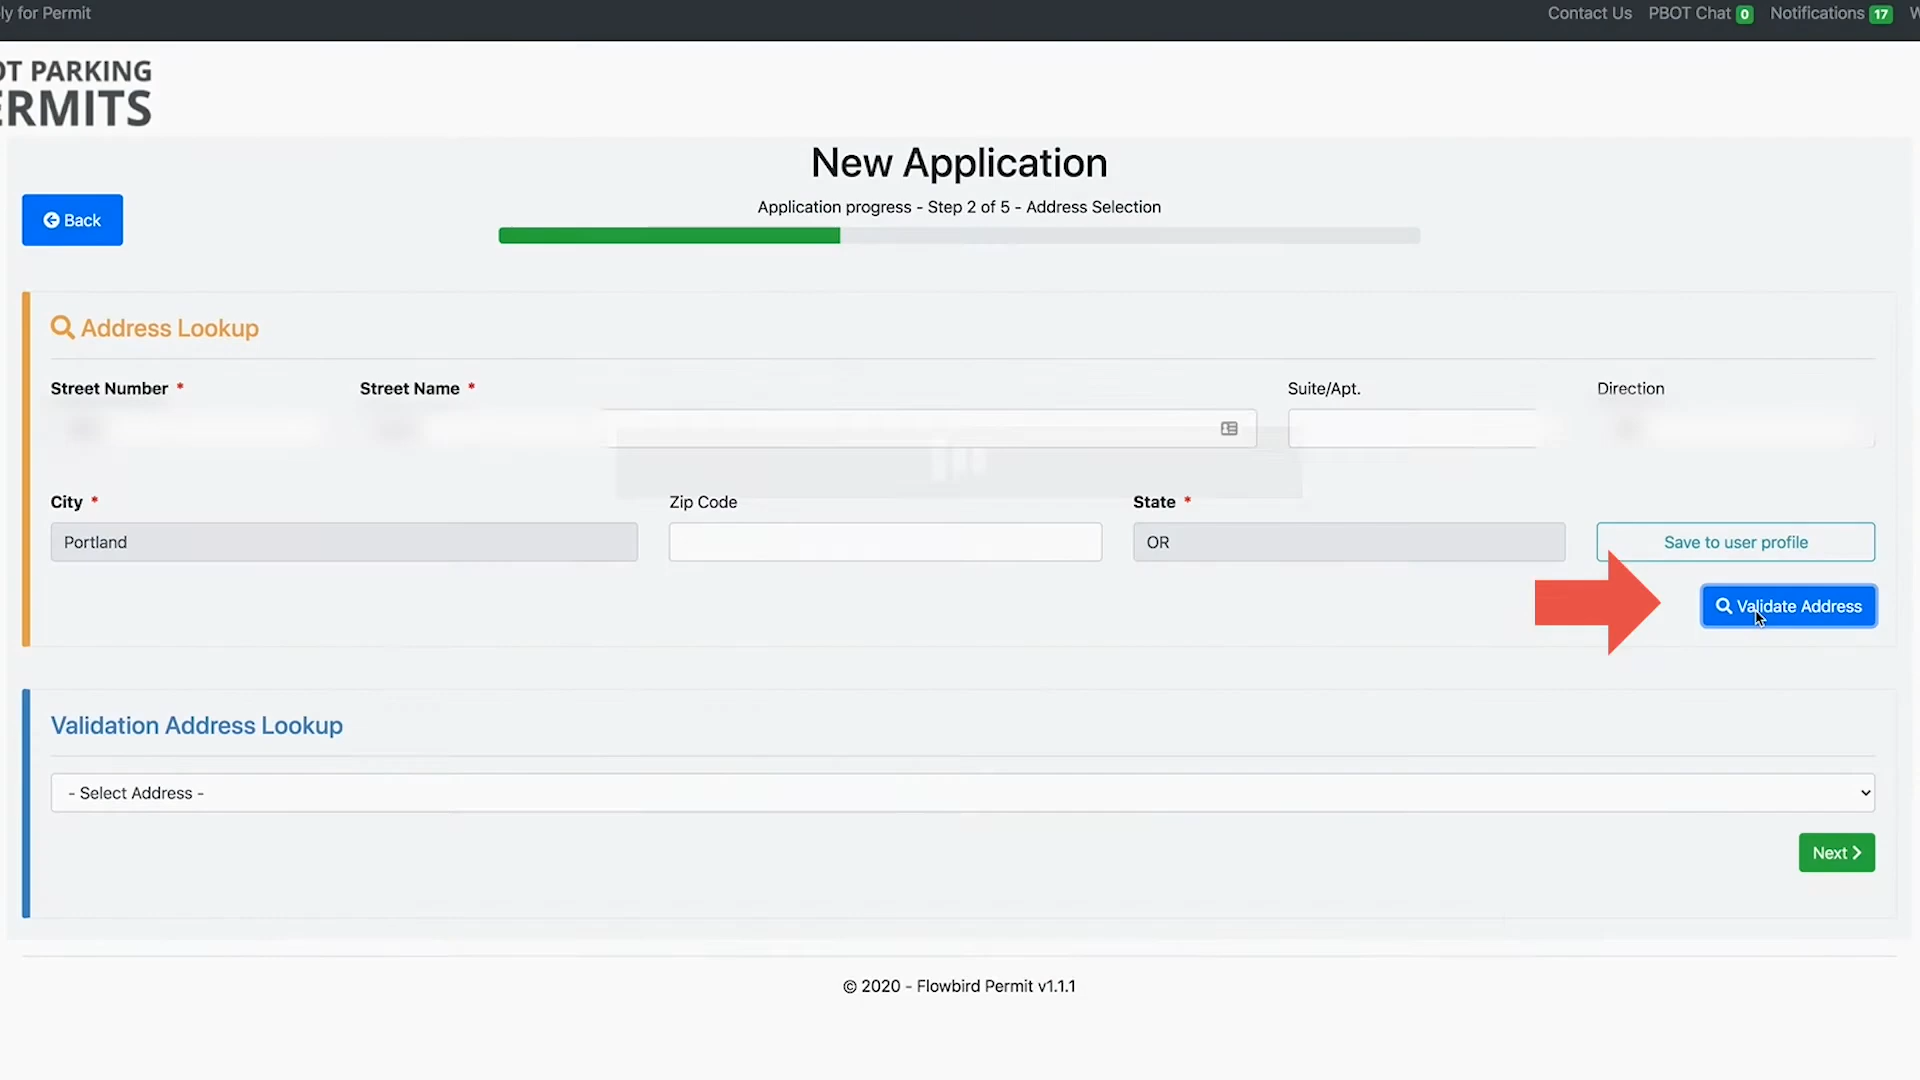 ly for Permit
Contact Us PBOT Chat 0 Notifications 17 W
OT PARKING
ERMITS
New Application
Back
Application progress - Step 2 of 5 - Address Selection
Address Lookup
Street Number * Street Name * Suite/Apt. Direction
City * Zip Code State *
Portland OR Save to user profile
Validate Address
Validation Address Lookup
- Select Address -
Next
© 2020 - Flowbird Permit v1.1.1